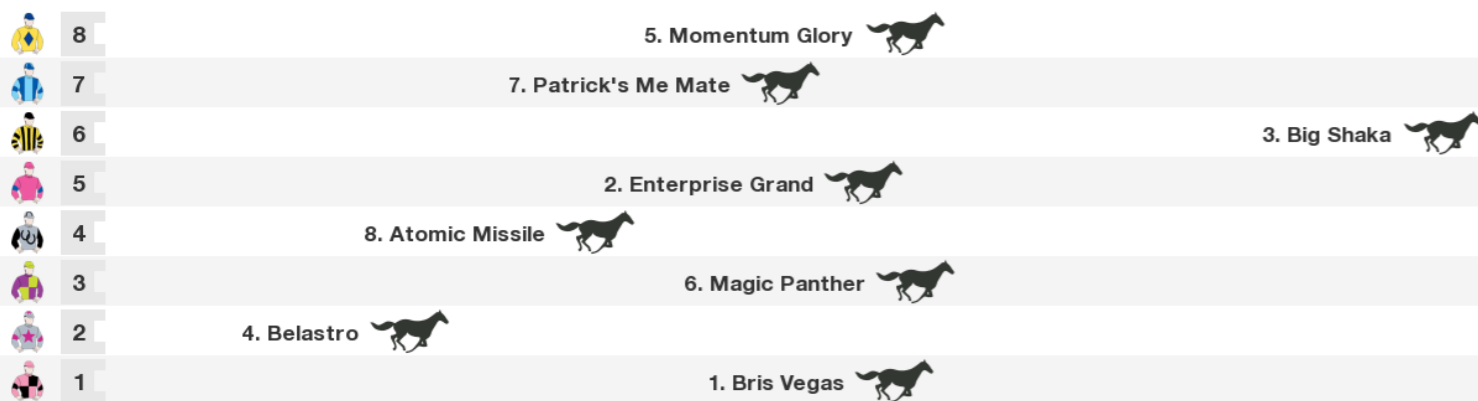 8 5. Momentum Glory
7 7. Patrick's Me Mate
6 3. Big Shaka
5 2. Enterprise Grand
4 8. Atomic Missile
3 6. Magic Panther
2 4. Belastro
1 1. Bris Vegas